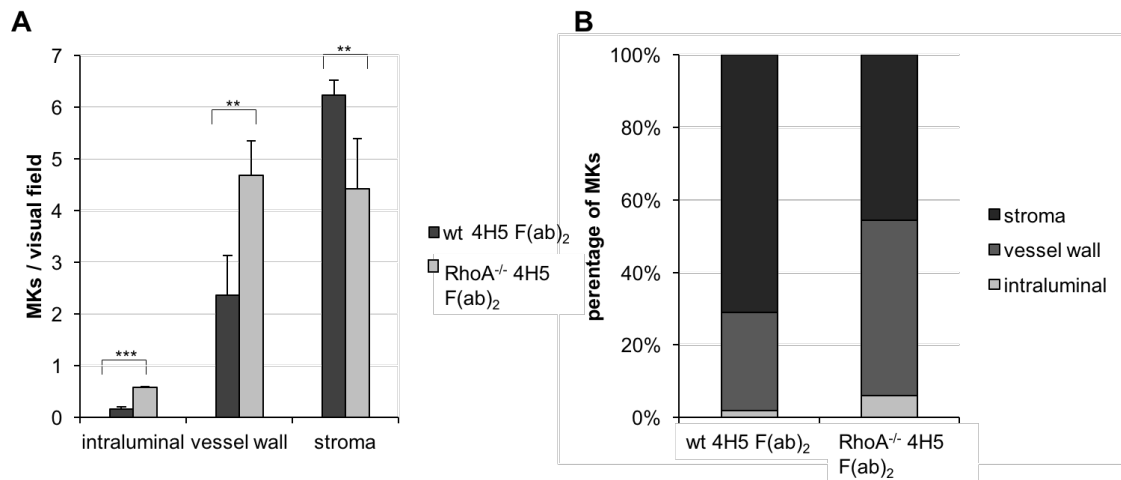 A
B
MKs / visual field
7
6
5
4
3
2
1
0
***
**
**
intraluminal
vessel wall
stroma
wt 4H5 F(ab)₂
RhoA⁻/⁻ 4H5
F(ab)₂
perentage of MKs
100%
80%
60%
40%
20%
0%
wt 4H5 F(ab)₂
RhoA⁻/⁻ 4H5
F(ab)₂
stroma
vessel wall
intraluminal